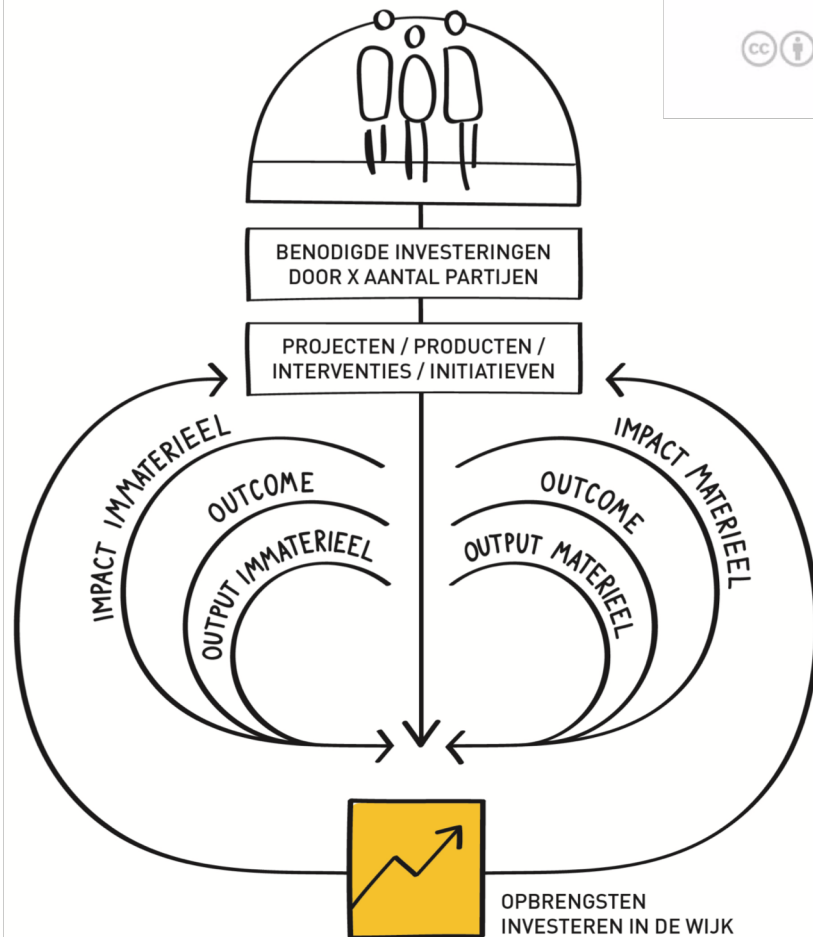 cc
BENODIGDE INVESTERINGEN
DOOR X AANTAL PARTIJEN
PROJECTEN / PRODUCTEN /
INTERVENTIES / INITIATIEVEN
IMPACT IMMATERIEEL
OUTCOME
OUTPUT IMMATERIEEL
IMPACT MATERIEEL
OUTCOME
OUTPUT MATERIEEL
OPBRENGSTEN
INVESTEREN IN DE WIJK